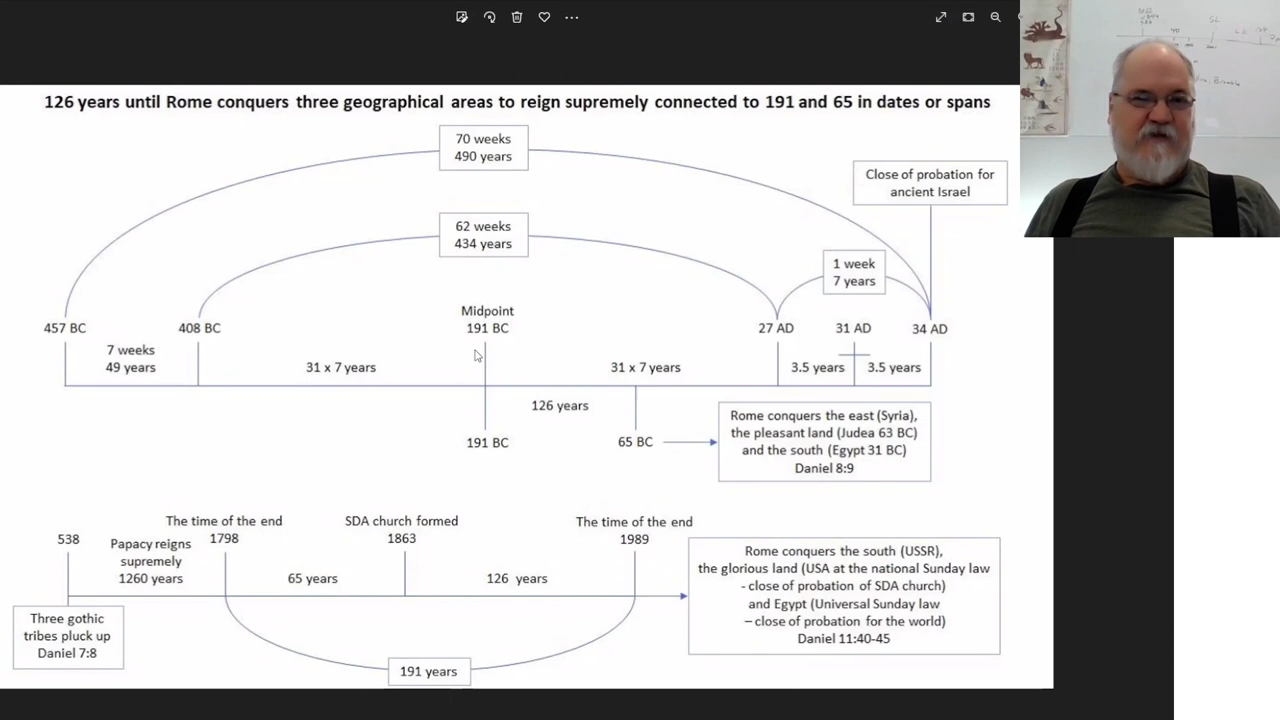 126 years until Rome conquers three geographical areas to reign supremely connected to 191 and 65 in dates or spans
70 weeks
490 years
Close of probation for
ancient Israel
62 weeks
434 years
1 week
7 years
Midpoint
457 BC
408 BC
191 BC
27 AD
31 AD
34 AD
7 weeks
49 years
31 x 7 years
31 x 7 years
3.5 years
3.5 years
126 years
191 BC
65 BC
Rome conquers the east (Syria),
the pleasant land (Judea 63 BC)
and the south (Egypt 31 BC)
Daniel 8:9
The time of the end
SDA church formed
The time of the end
538
1798
1863
1989
Papacy reigns
supremely
1260 years
65 years
126 years
Rome conquers the south (USSR),
the glorious land (USA at the national Sunday law
- close of probation of SDA church)
and Egypt (Universal Sunday law
– close of probation for the world)
Daniel 11:40-45
Three gothic
tribes pluck up
Daniel 7:8
191 years